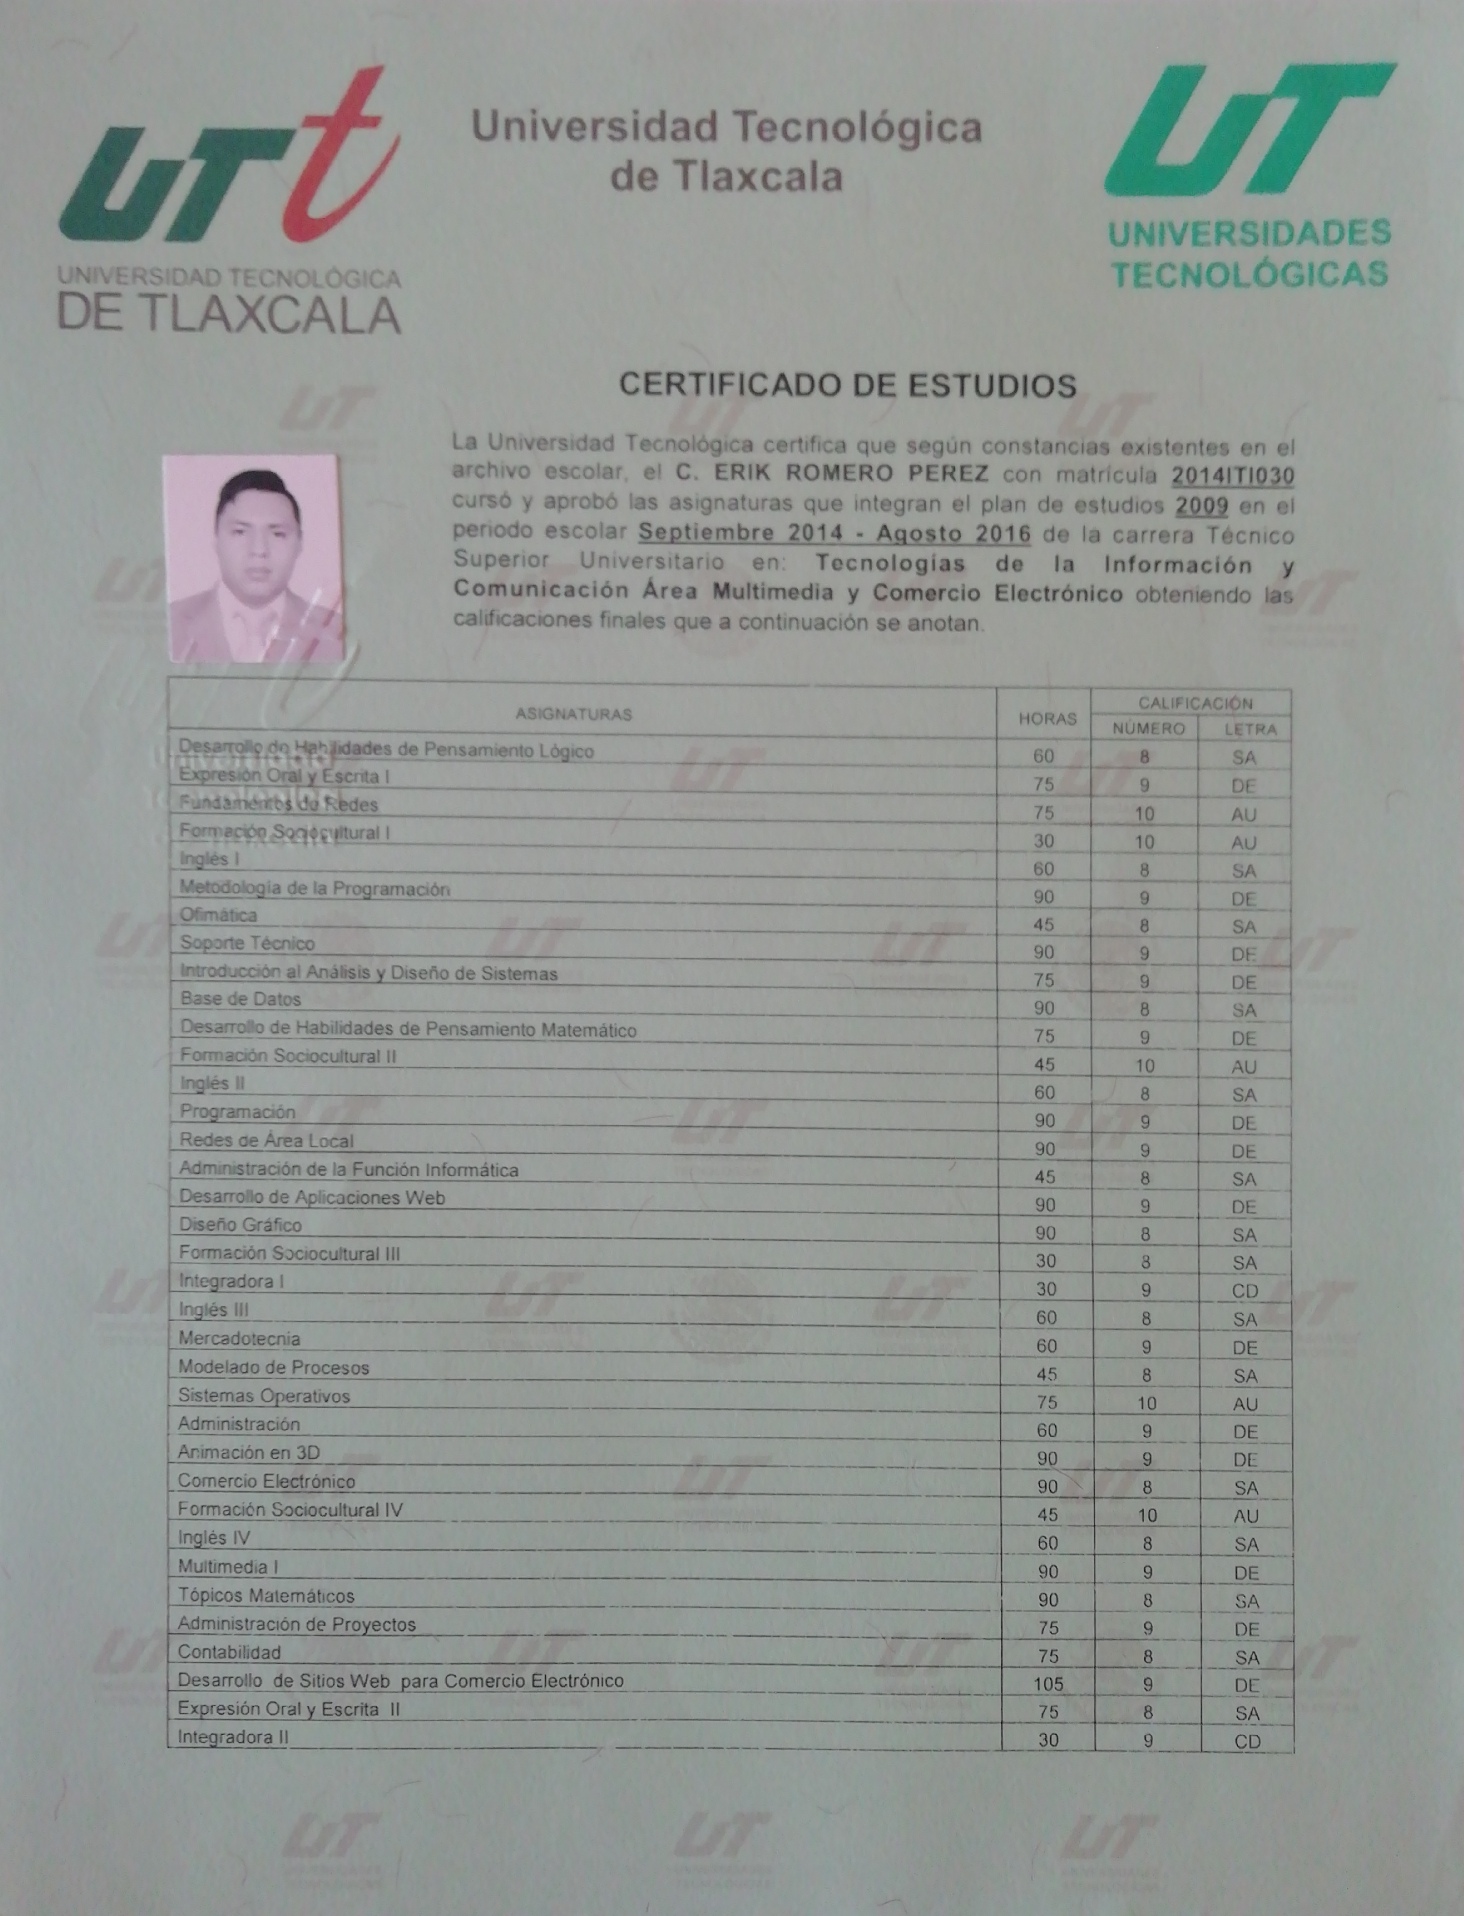 UTt
UNIVERSIDAD TECNOLÓGICA
DE TLAXCALA
Universidad Tecnológica
de Tlaxcala
UT
UNIVERSIDADES
TECNOLÓGICAS
CERTIFICADO DE ESTUDIOS
La Universidad Tecnológica certifica que según constancias existentes en el
archivo escolar, el C. ERIK ROMERO PEREZ con matrícula 2014ITI030
cursó y aprobó las asignaturas que integran el plan de estudios 2009 en el
periodo escolar Septiembre 2014 - Agosto 2016 de la carrera Técnico
Superior Universitario en: Tecnologías de la Información y
Comunicación Área Multimedia y Comercio Electrónico obteniendo las
calificaciones finales que a continuación se anotan.
ASIGNATURAS HORAS CALIFICACIÓN
NÚMERO LETRA
Desarrollo de Habilidades de Pensamiento Lógico 60 8 SA
Expresión Oral y Escrita I 75 9 DE
Fundamentos de Redes 75 10 AU
Formación Sociocultural I 30 10 AU
Inglés I 60 8 SA
Metodología de la Programación 90 9 DE
Ofimática 45 8 SA
Soporte Técnico 90 9 DE
Introducción al Análisis y Diseño de Sistemas 75 9 DE
Base de Datos 90 8 SA
Desarrollo de Habilidades de Pensamiento Matemático 75 9 DE
Formación Sociocultural II 45 10 AU
Inglés II 60 8 SA
Programación 90 9 DE
Redes de Área Local 90 9 DE
Administración de la Función Informática 45 8 SA
Desarrollo de Aplicaciones Web 90 9 DE
Diseño Gráfico 90 8 SA
Formación Sociocultural III 30 8 SA
Integradora I 30 9 CD
Inglés III 60 8 SA
Mercadotecnia 60 9 DE
Modelado de Procesos 45 8 SA
Sistemas Operativos 75 10 AU
Administración 60 9 DE
Animación en 3D 90 9 DE
Comercio Electrónico 90 8 SA
Formación Sociocultural IV 45 10 AU
Inglés IV 60 8 SA
Multimedia I 90 9 DE
Tópicos Matemáticos 90 8 SA
Administración de Proyectos 75 9 DE
Contabilidad 75 8 SA
Desarrollo de Sitios Web para Comercio Electrónico 105 9 DE
Expresión Oral y Escrita II 75 8 SA
Integradora II 30 9 CD